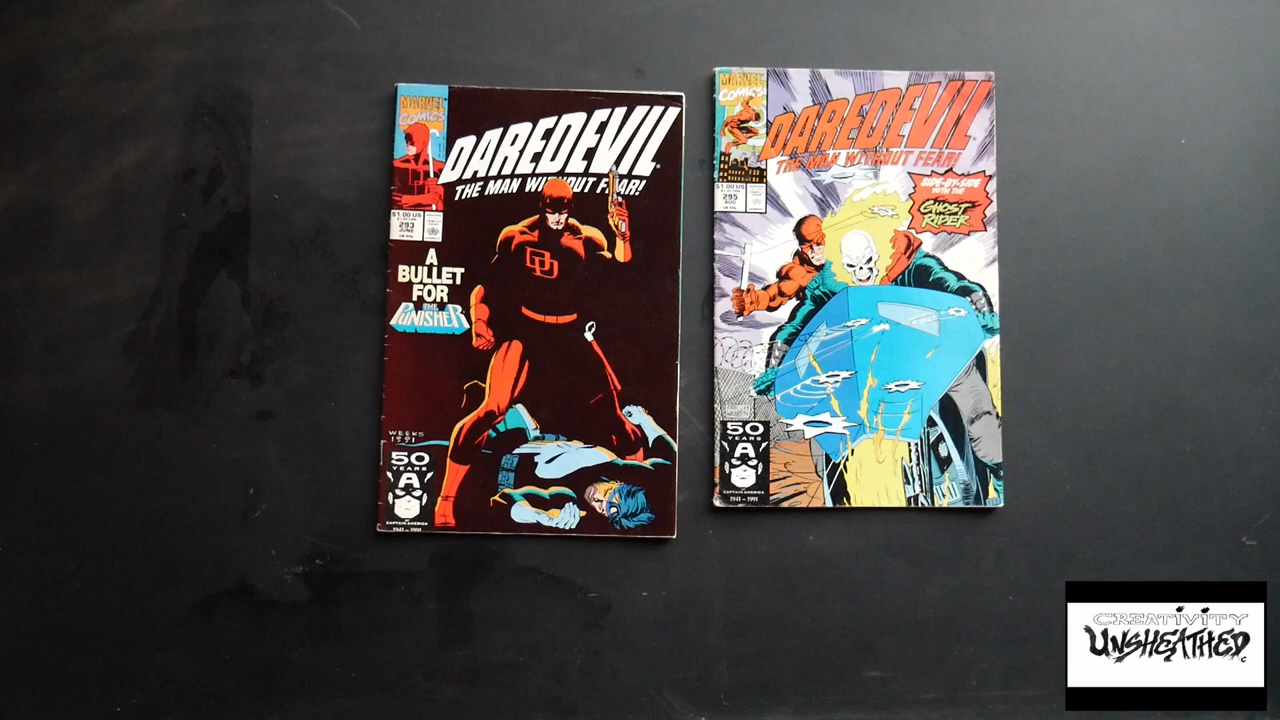 MARVEL
COMICS
DAREDEVIL
THE MAN WITHOUT FEAR!
$1.00 US
293
JUNE
A
BULLET
FOR
THE
PUNISHER
WEEKS
1991
50
YEARS
A
CAPTAIN AMERICA
1941 - 1991
MARVEL
COMICS
DAREDEVIL
THE MAN WITHOUT FEAR!
$1.00 US
295
AUG
SIDE-BY-SIDE
WITH THE
GHOST
RIDER
50
YEARS
A
CAPTAIN AMERICA
1941 - 1991
CREATIVITY
UNSHEATHED